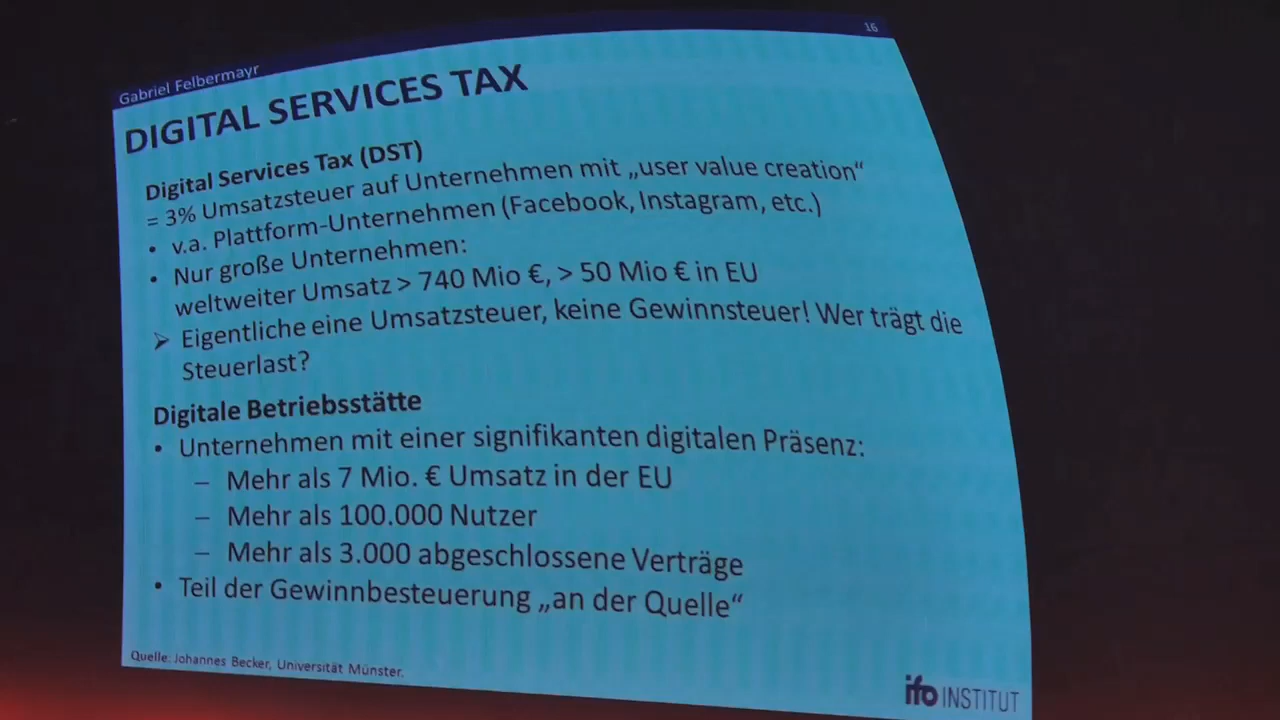 Gabriel Felbermayr
16
DIGITAL SERVICES TAX
Digital Services Tax (DST)
= 3% Umsatzsteuer auf Unternehmen mit „user value creation“
• v.a. Plattform-Unternehmen (Facebook, Instagram, etc.)
• Nur große Unternehmen:
weltweiter Umsatz > 740 Mio €, > 50 Mio € in EU
➢ Eigentliche eine Umsatzsteuer, keine Gewinnsteuer! Wer trägt die
Steuerlast?
Digitale Betriebsstätte
• Unternehmen mit einer signifikanten digitalen Präsenz:
– Mehr als 7 Mio. € Umsatz in der EU
– Mehr als 100.000 Nutzer
– Mehr als 3.000 abgeschlossene Verträge
• Teil der Gewinnbesteuerung „an der Quelle“
Quelle: Johannes Becker, Universität Münster.
ifo INSTITUT